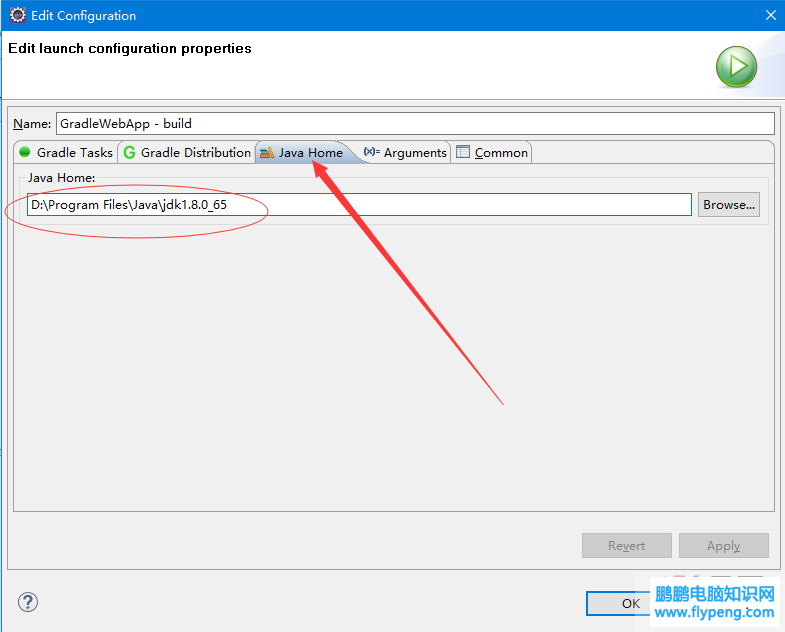 Edit Configuration
Edit launch configuration properties
Name: GradleWebApp - build
Gradle Tasks
G Gradle Distribution
Java Home
(x)= Arguments
Common
Java Home:
D:\Program Files\Java\jdk1.8.0_65
Browse...
Revert
Apply
?
OK
鹏鹏电脑知识网
www.flypeng.com